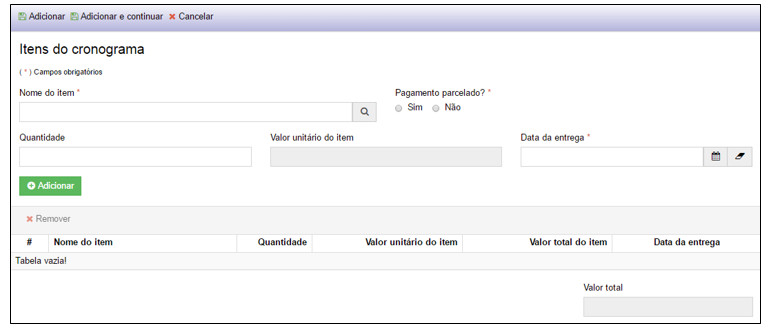 Adicionar Adicionar e continuar Cancelar
Itens do cronograma
( * ) Campos obrigatórios
Nome do item * Pagamento parcelado? *
Sim Não
Quantidade Valor unitário do item Data da entrega *
Adicionar
Remover
# Nome do item Quantidade Valor unitário do item Valor total do item Data da entrega
Tabela vazia!
Valor total